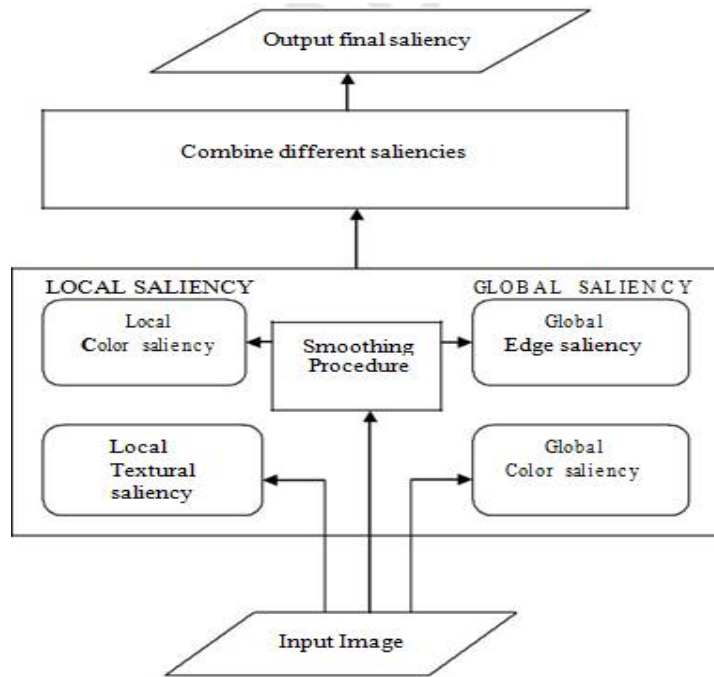 Output final saliency
Combine different saliencies
LOCAL SALIENCY
GLOBAL SALIENCY
Local
Color saliency
Smoothing
Procedure
Global
Edge saliency
Local
Textural
saliency
Global
Color saliency
Input Image